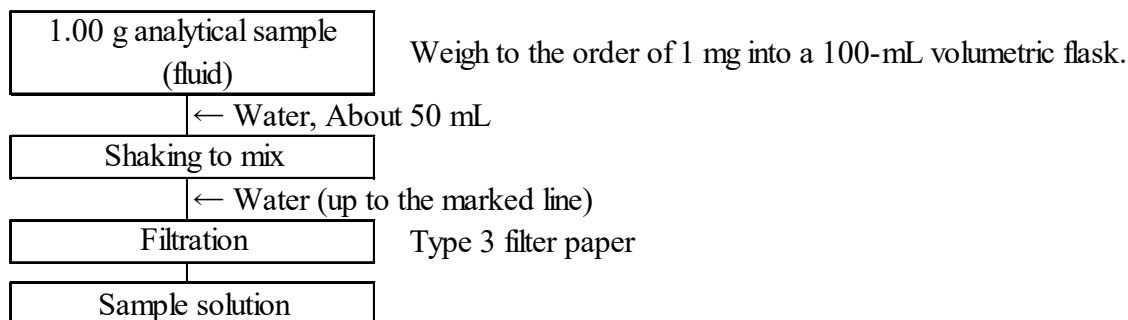 1.00 g analytical sample
(fluid)
Weigh to the order of 1 mg into a 100-mL volumetric flask.
← Water, About 50 mL
Shaking to mix
← Water (up to the marked line)
Filtration
Type 3 filter paper
Sample solution